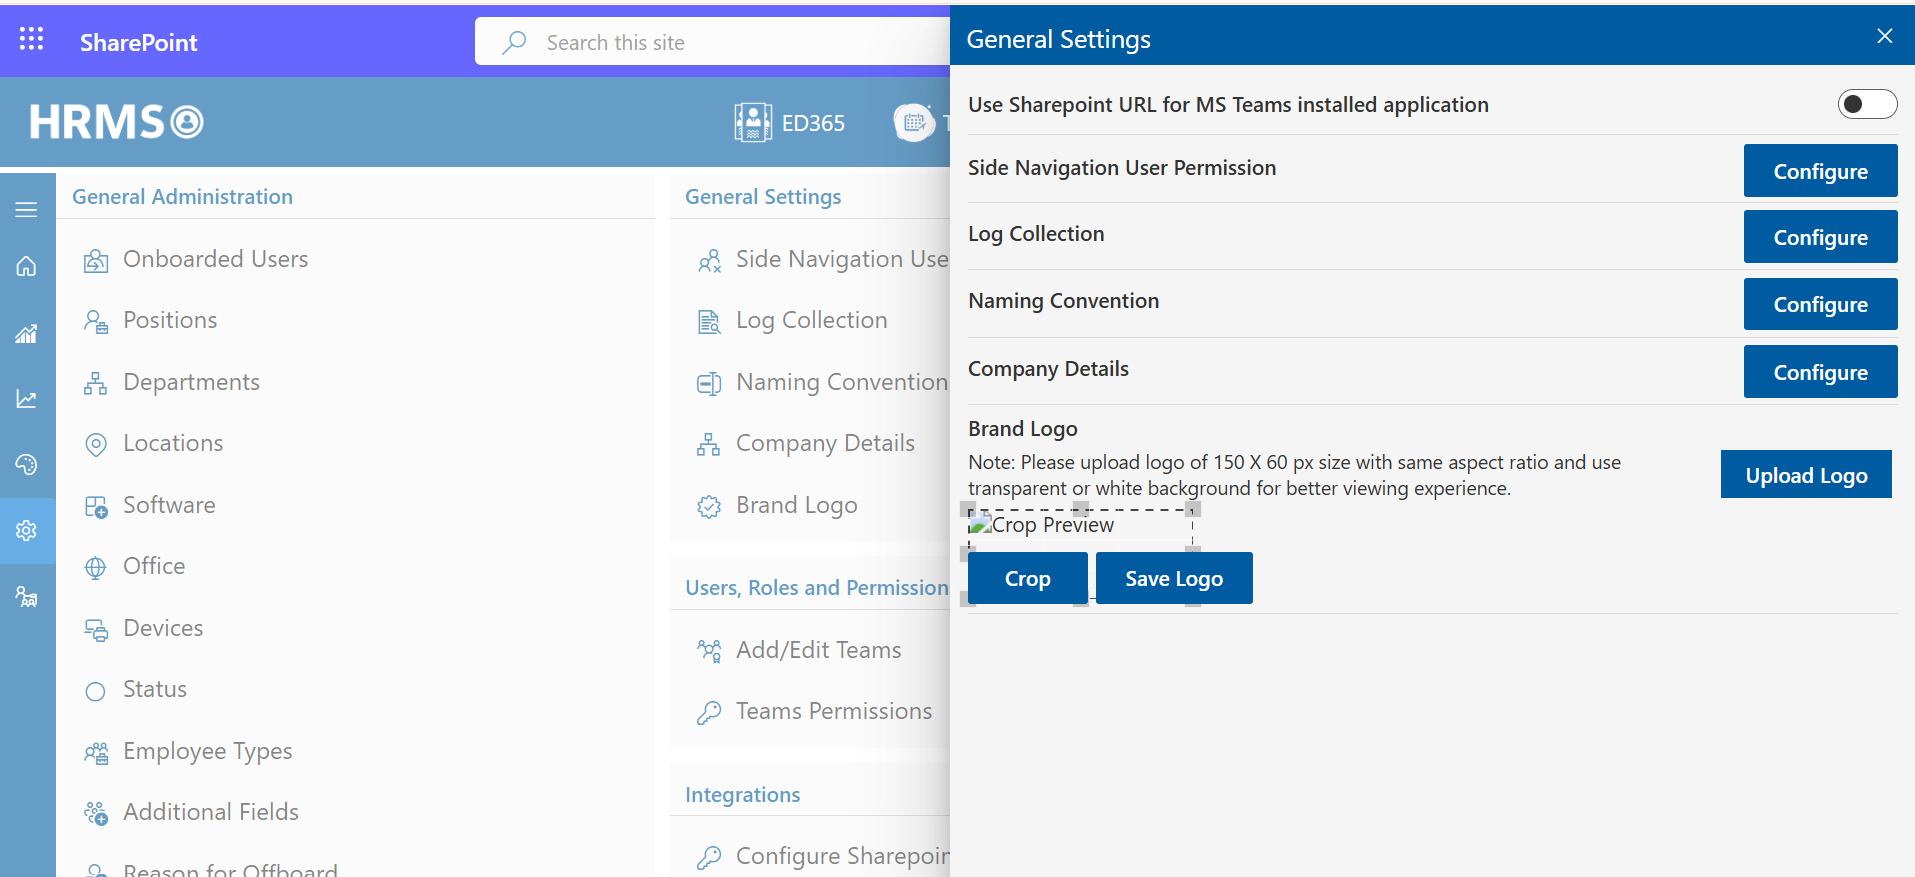 SharePoint
Search this site
General Settings
HRMS
ED365
T
Use Sharepoint URL for MS Teams installed application
Side Navigation User Permission
Configure
Log Collection
Configure
Naming Convention
Configure
Company Details
Configure
Brand Logo
Note: Please upload logo of 150 X 60 px size with same aspect ratio and use
transparent or white background for better viewing experience.
Upload Logo
Crop Preview
Crop
Save Logo
General Administration
Onboarded Users
Positions
Departments
Locations
Software
Office
Devices
Status
Employee Types
Additional Fields
Reason for Offboard
General Settings
Side Navigation Use
Log Collection
Naming Convention
Company Details
Brand Logo
Users, Roles and Permission
Add/Edit Teams
Teams Permissions
Integrations
Configure Sharepoin